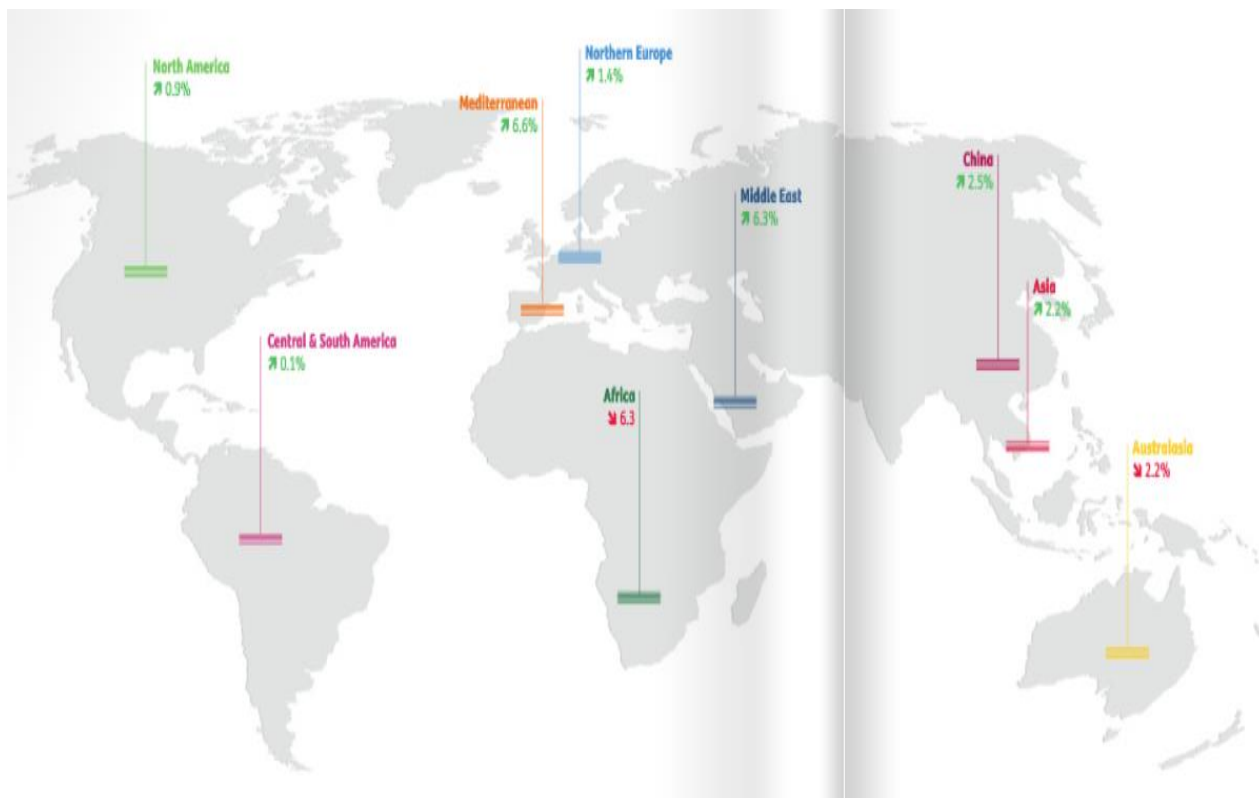 North America
↗ 0.9%
Northern Europe
↗ 1.4%
Mediterranean
↗ 6.6%
China
↗ 2.5%
Middle East
↗ 6.3%
Asia
↗ 2.2%
Central & South America
↗ 0.1%
Africa
↘ 6.3
Australasia
↘ 2.2%